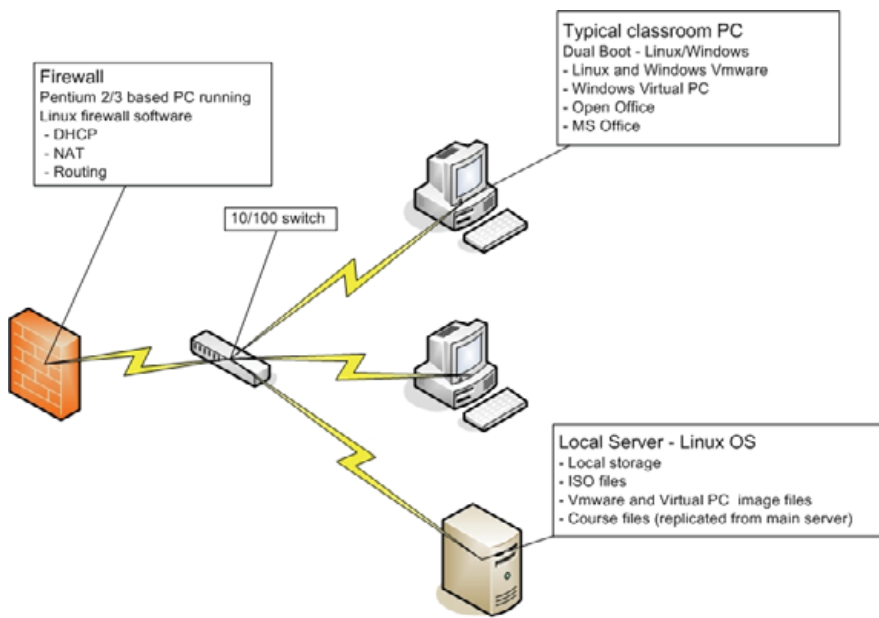 Firewall
Pentium 2/3 based PC running
Linux firewall software
- DHCP
- NAT
- Routing
10/100 switch
Typical classroom PC
Dual Boot - Linux/Windows
- Linux and Windows Vmware
- Windows Virtual PC
- Open Office
- MS Office
Local Server - Linux OS
- Local storage
- ISO files
- Vmware and Virtual PC image files
- Course files (replicated from main server)